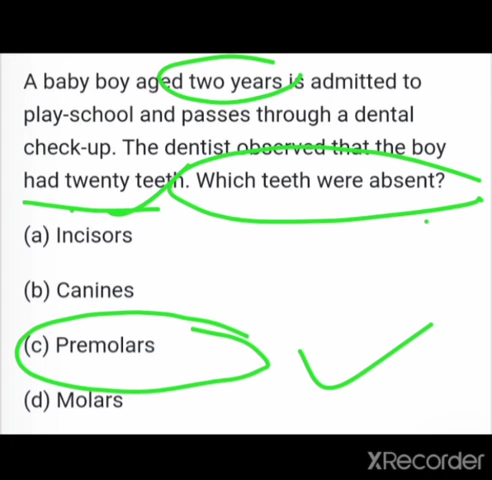 A baby boy aged two years is admitted to
play-school and passes through a dental
check-up. The dentist observed that the boy
had twenty teeth. Which teeth were absent?
(a) Incisors
(b) Canines
(c) Premolars
(d) Molars
XRecorder